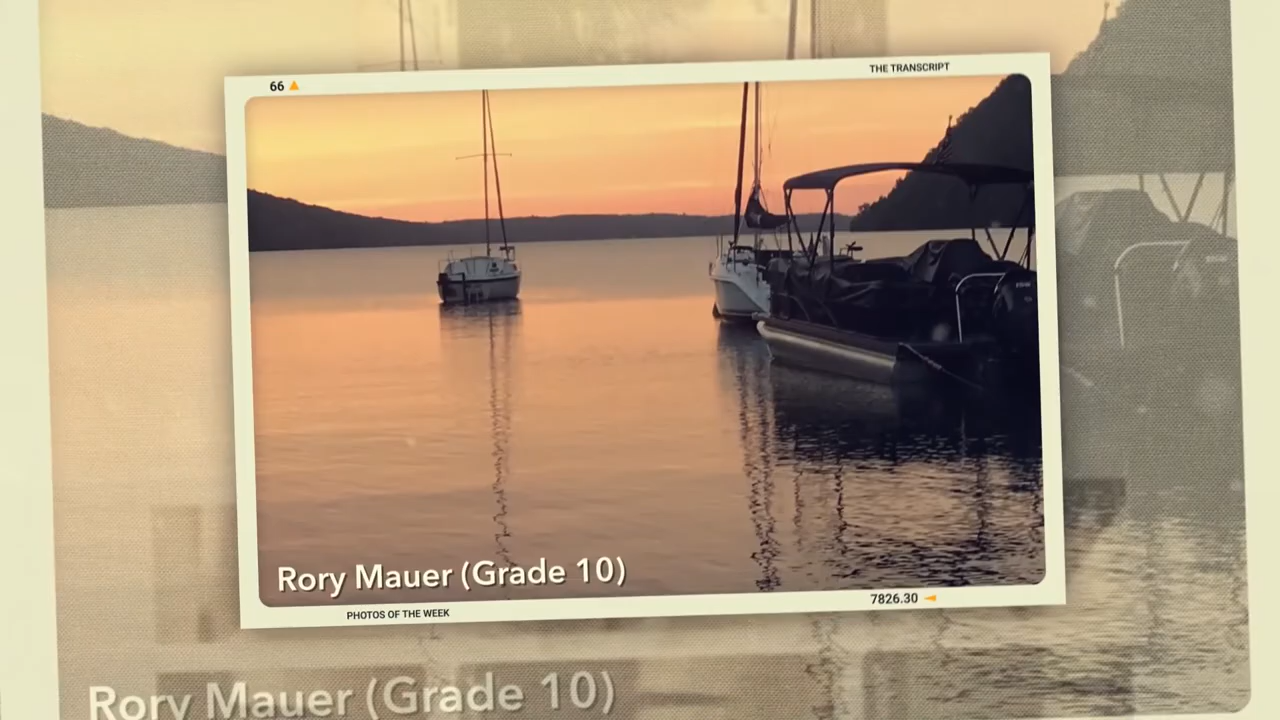 66
THE TRANSCRIPT
Rory Mauer (Grade 10)
PHOTOS OF THE WEEK
7826.30
Rory Mauer (Grade 10)